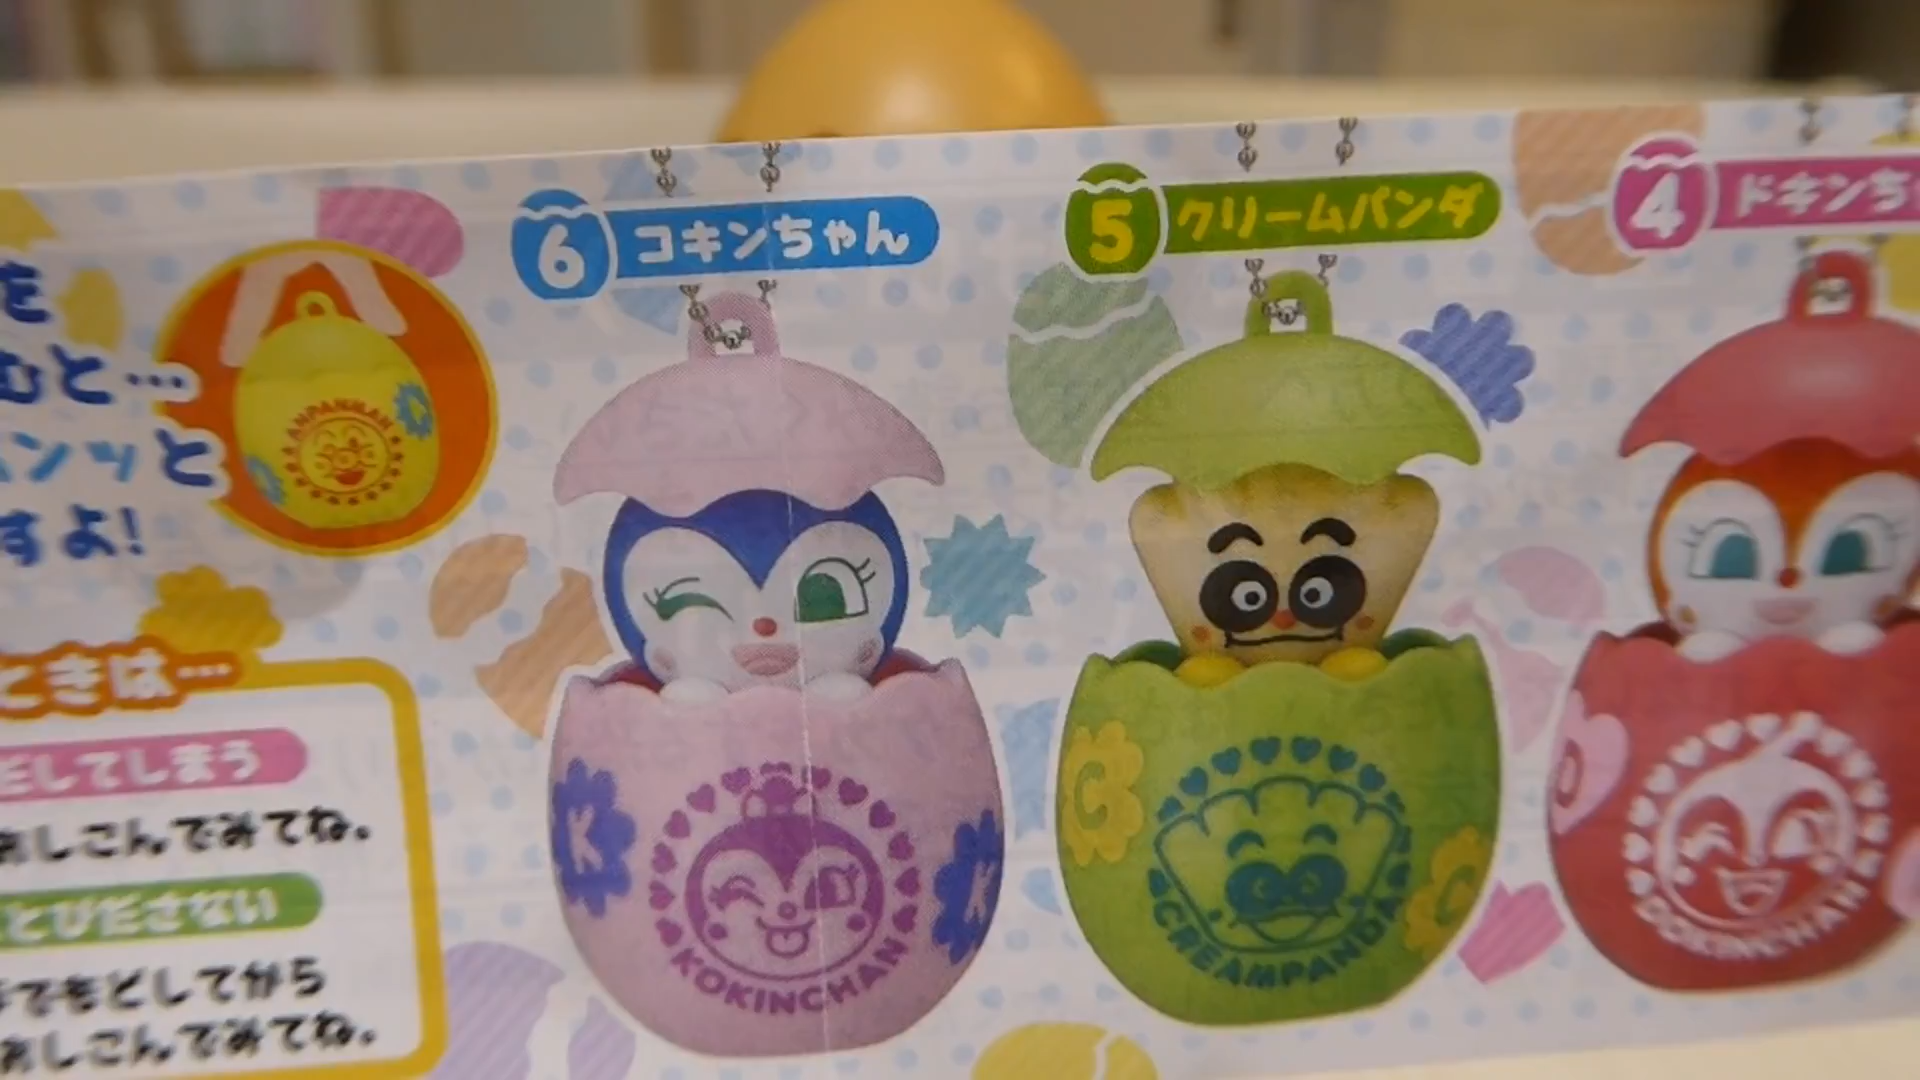 を
むと…
ンッと
すよ!
ANPANMAN
ときは…
だしてしまう
おしこんでみてね。
とびださない
でもどしてから
おしこんでみてね。
6 コキンちゃん
K
K
KOKINCHAN
5 クリームパンダ
C
C
CREAMPANDA
4 ドキンち
D
DOKINCHAN